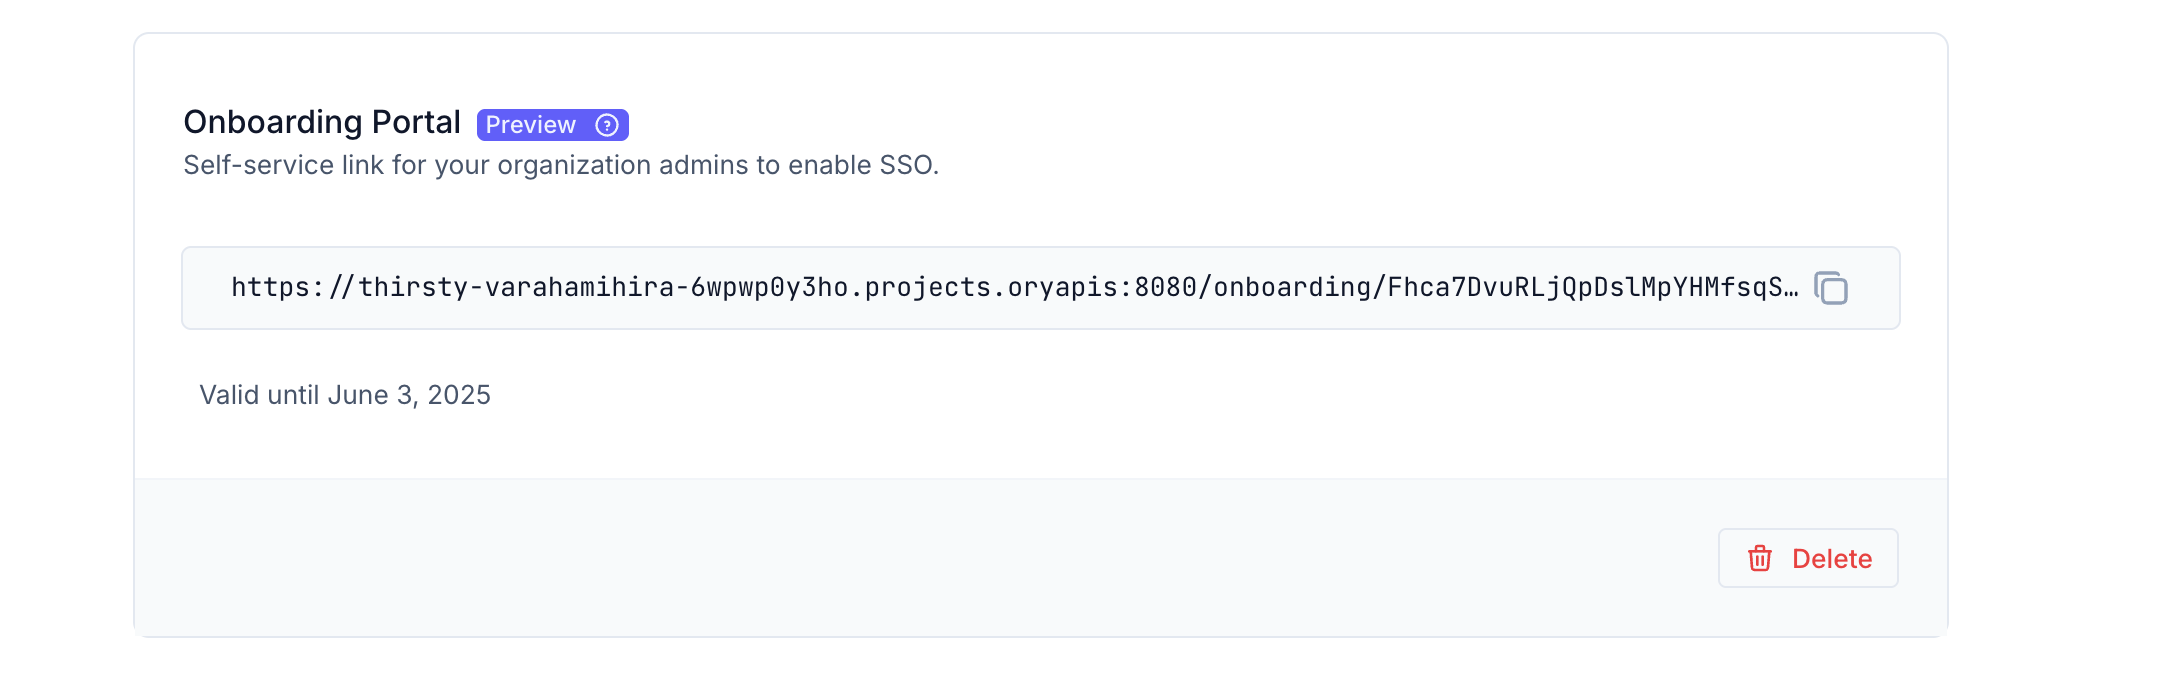 Onboarding Portal Preview
Self-service link for your organization admins to enable SSO.
https://thirsty-varahamihira-6wpwp0y3ho.projects.oryapis:8080/onboarding/Fhca7DvuRLjQpDslMpYHMfsqS…
Valid until June 3, 2025
Delete